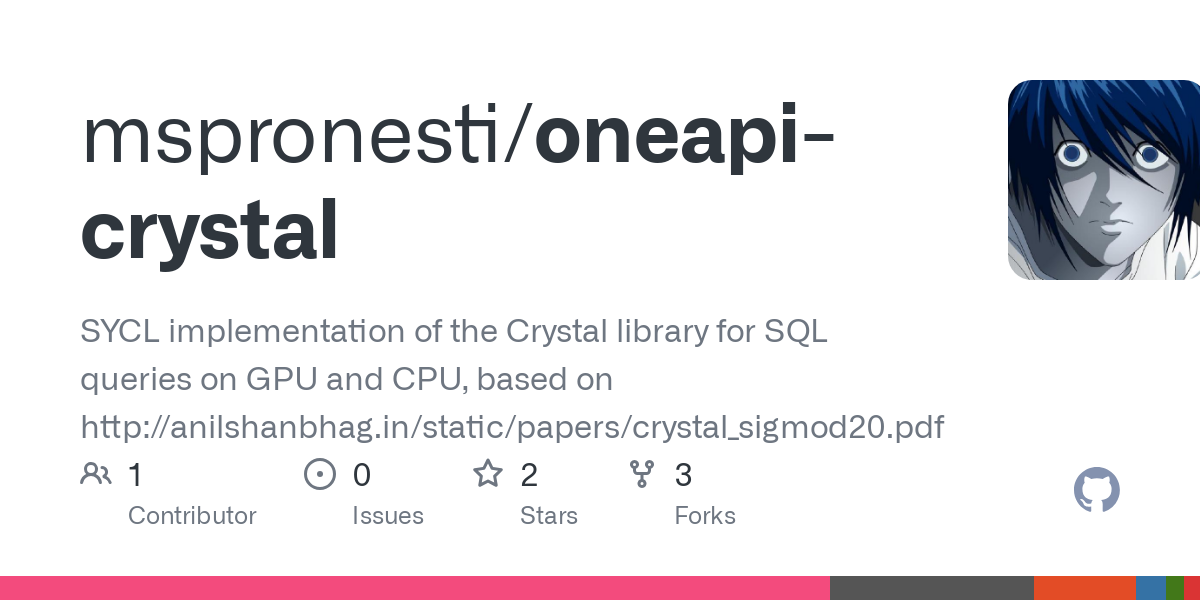 mspronesti/oneapi-
crystal
SYCL implementation of the Crystal library for SQL
queries on GPU and CPU, based on
http://anilshanbhag.in/static/papers/crystal_sigmod20.pdf
1 0 2 3
Contributor Issues Stars Forks